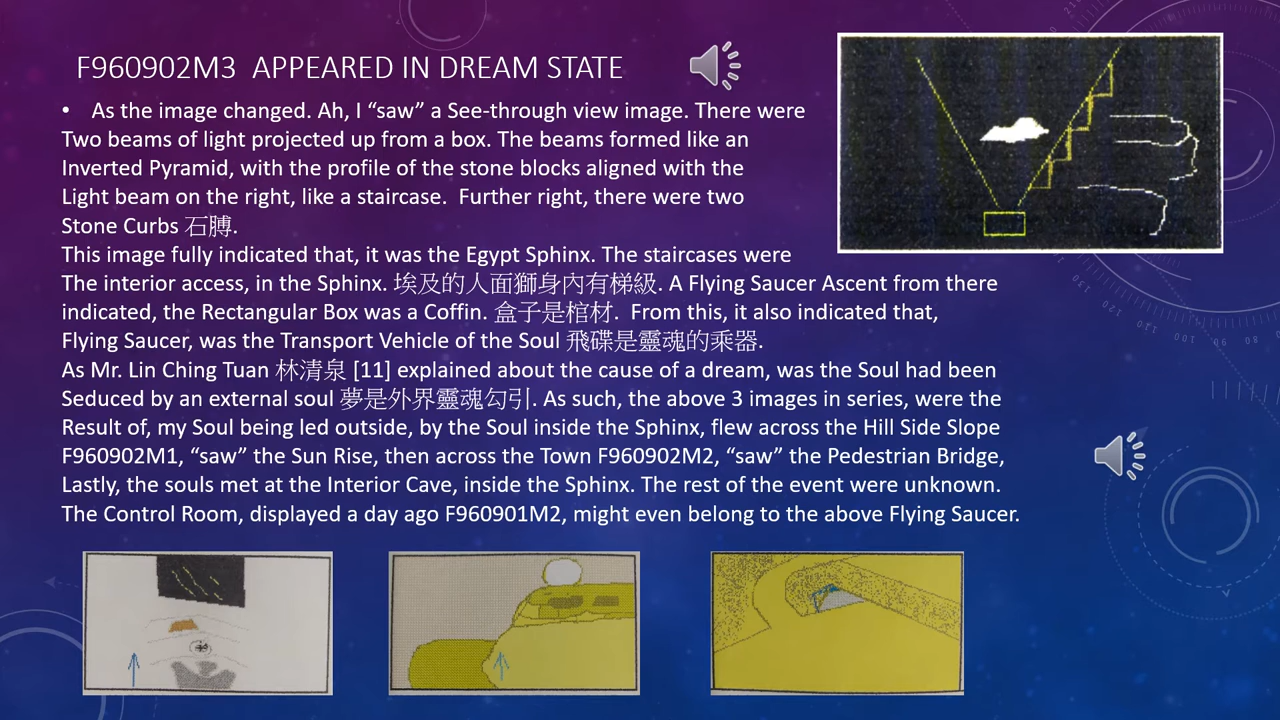 F960902M3 APPEARED IN DREAM STATE
• As the image changed. Ah, I “saw” a See-through view image. There were
Two beams of light projected up from a box. The beams formed like an
Inverted Pyramid, with the profile of the stone blocks aligned with the
Light beam on the right, like a staircase. Further right, there were two
Stone Curbs 石膊.
This image fully indicated that, it was the Egypt Sphinx. The staircases were
The interior access, in the Sphinx. 埃及的人面獅身內有梯級. A Flying Saucer Ascent from there
indicated, the Rectangular Box was a Coffin. 盒子是棺材. From this, it also indicated that,
Flying Saucer, was the Transport Vehicle of the Soul 飛碟是靈魂的乘器.
As Mr. Lin Ching Tuan 林清泉 [11] explained about the cause of a dream, was the Soul had been
Seduced by an external soul 夢是外界靈魂勾引. As such, the above 3 images in series, were the
Result of, my Soul being led outside, by the Soul inside the Sphinx, flew across the Hill Side Slope
F960902M1, “saw” the Sun Rise, then across the Town F960902M2, “saw” the Pedestrian Bridge,
Lastly, the souls met at the Interior Cave, inside the Sphinx. The rest of the event were unknown.
The Control Room, displayed a day ago F960901M2, might even belong to the above Flying Saucer.